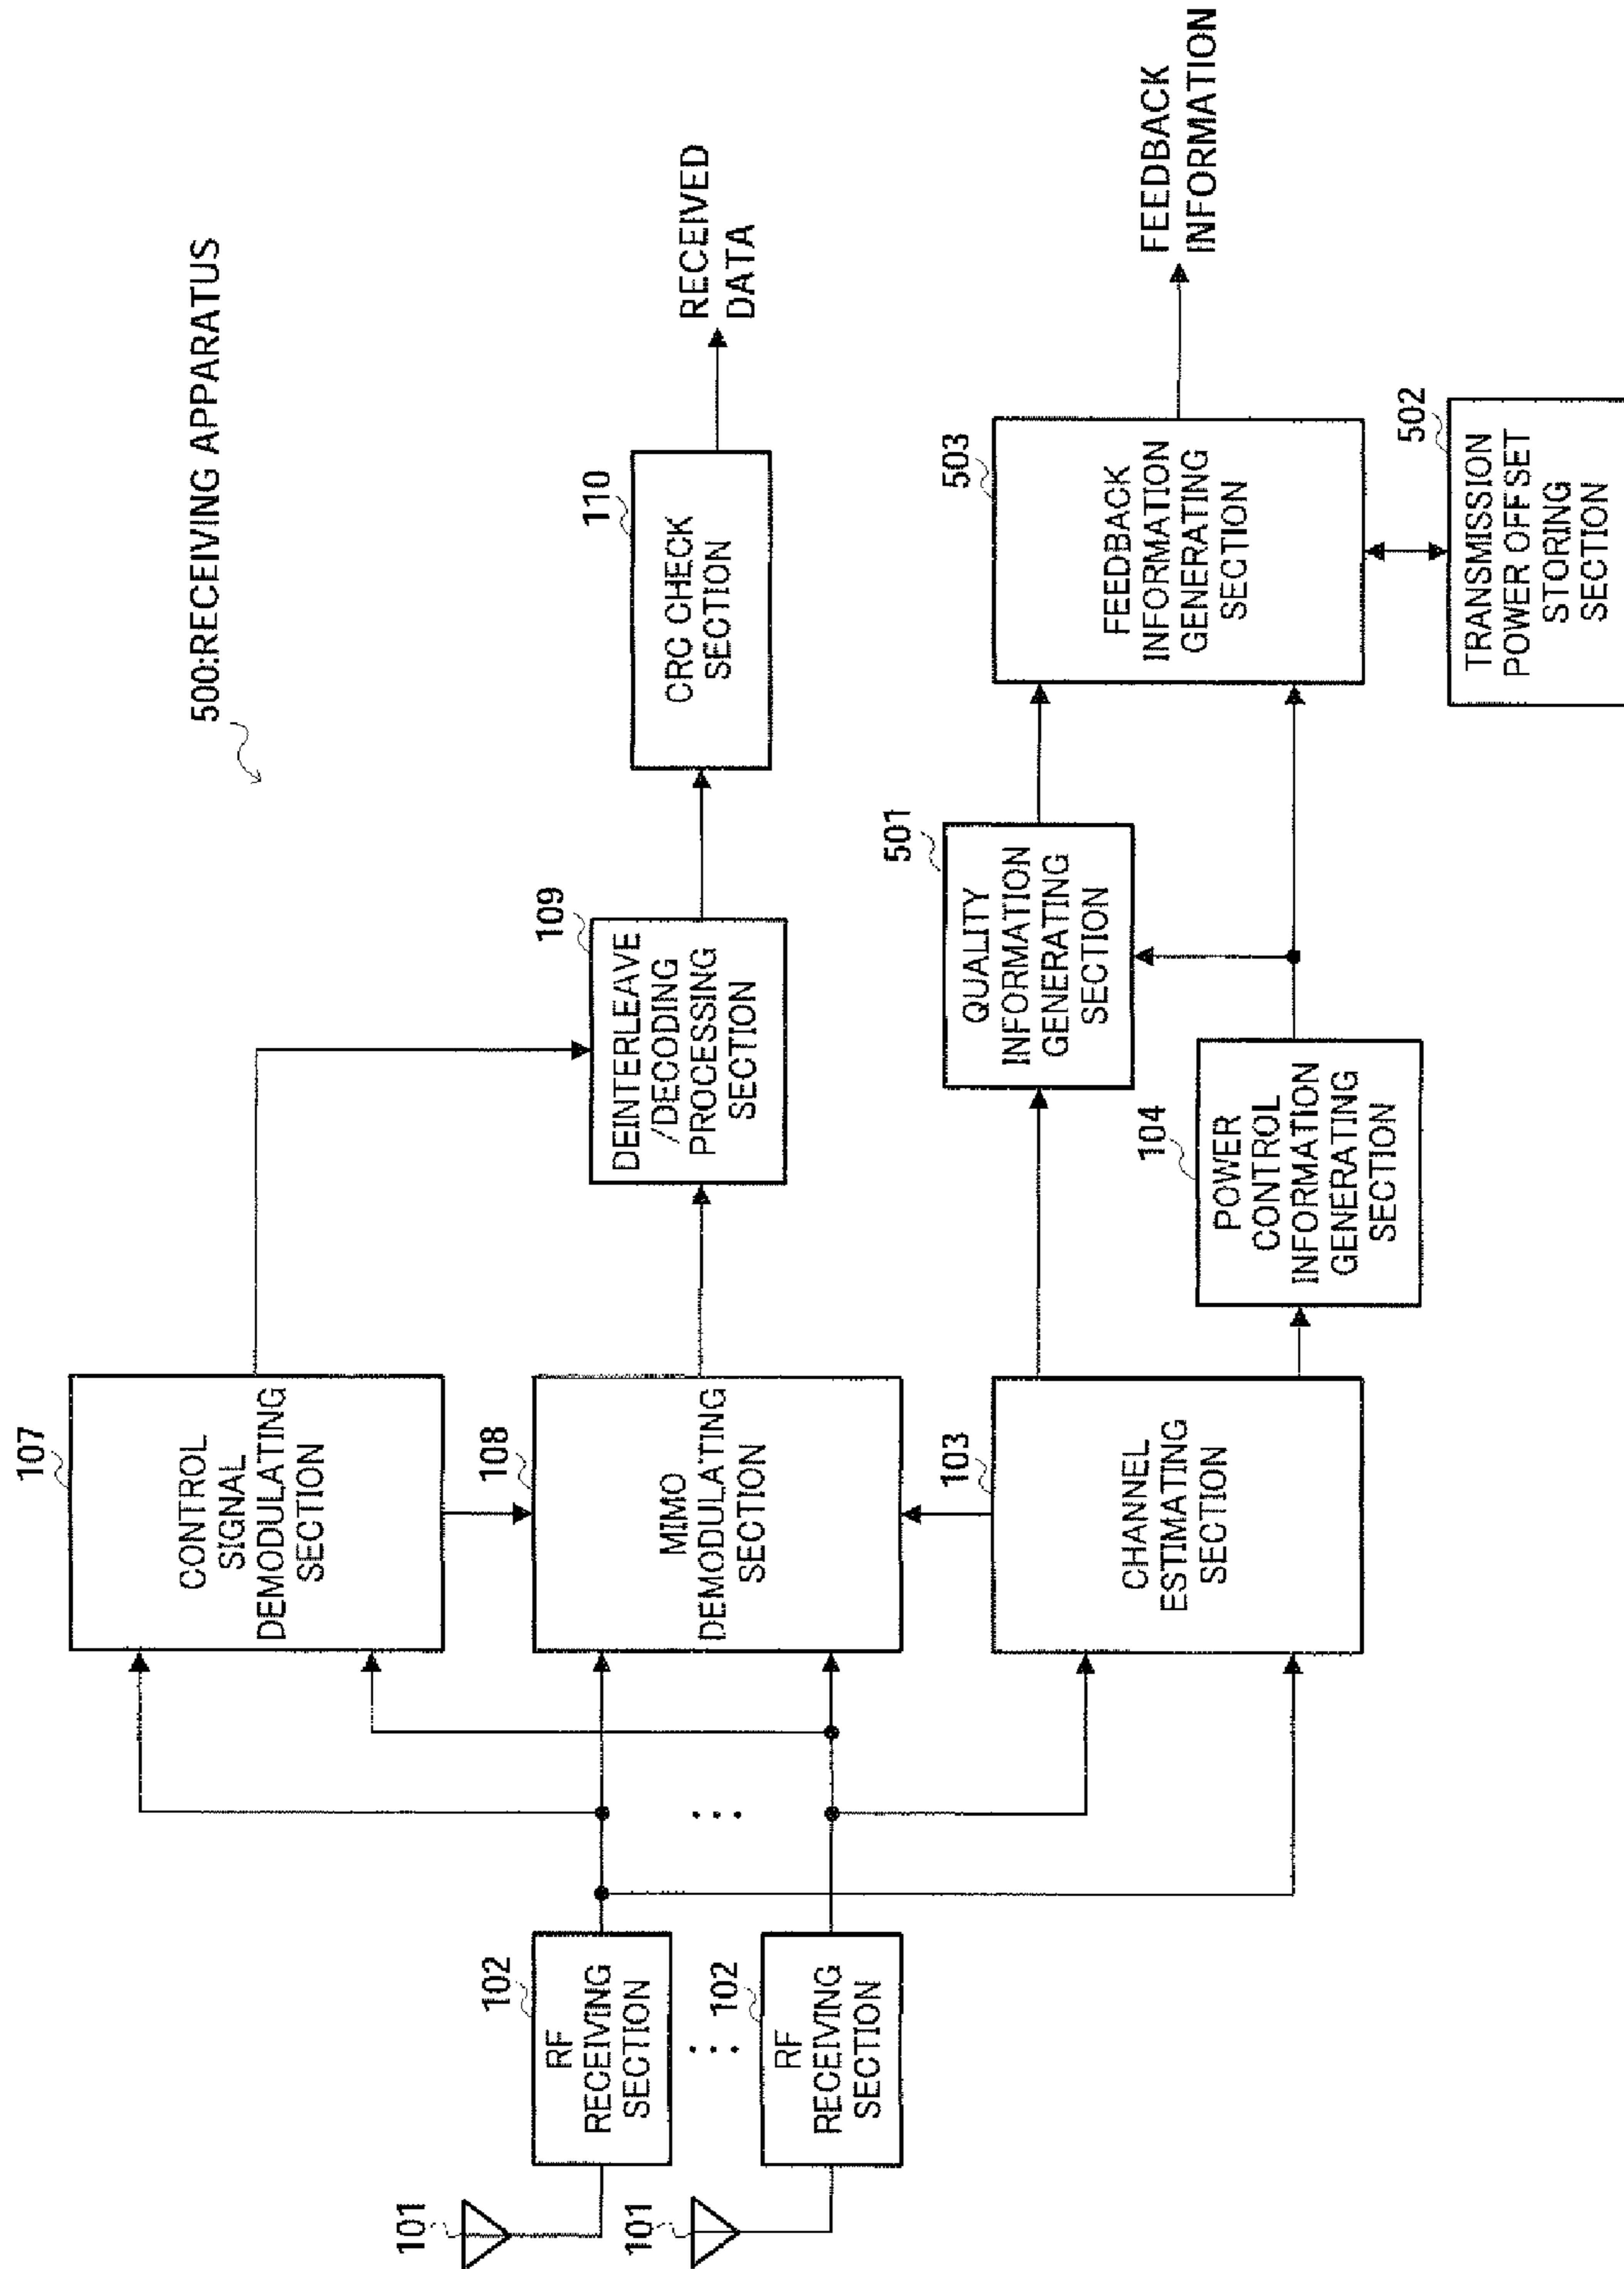 500:RECEIVING APPARATUS
101
102
RF
RECEIVING
SECTION
101
102
RF
RECEIVING
SECTION
107
CONTROL
SIGNAL
DEMODULATING
SECTION
108
MIMO
DEMODULATING
SECTION
103
CHANNEL
ESTIMATING
SECTION
109
DEINTERLEAVE
/DECODING
PROCESSING
SECTION
110
CRC CHECK
SECTION
RECEIVED
DATA
104
POWER
CONTROL
INFORMATION
GENERATING
SECTION
501
QUALITY
INFORMATION
GENERATING
SECTION
503
FEEDBACK
INFORMATION
GENERATING
SECTION
502
TRANSMISSION
POWER OFFSET
STORING
SECTION
FEEDBACK
INFORMATION